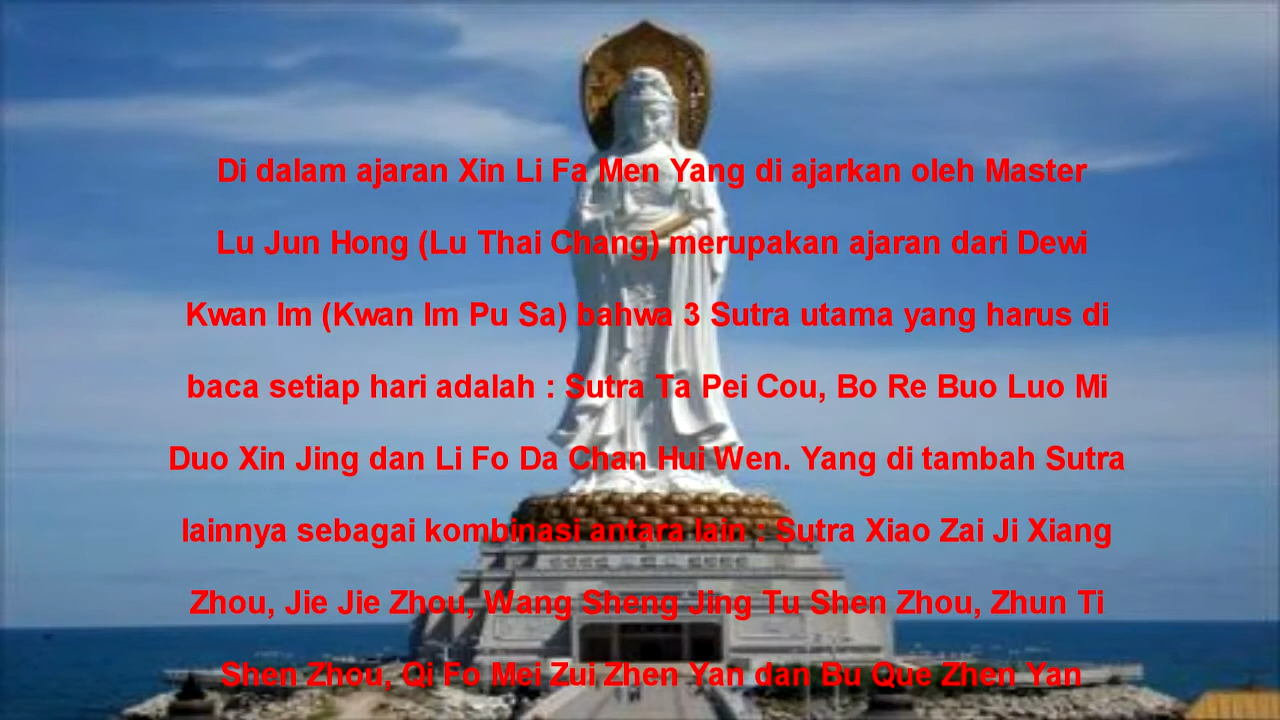 Di dalam ajaran Xin Li Fa Men Yang di ajarkan oleh Master
Lu Jun Hong (Lu Thai Chang) merupakan ajaran dari Dewi
Kwan Im (Kwan Im Pu Sa) bahwa 3 Sutra utama yang harus di
baca setiap hari adalah : Sutra Ta Pei Cou, Bo Re Buo Luo Mi
Duo Xin Jing dan Li Fo Da Chan Hui Wen. Yang di tambah Sutra
lainnya sebagai kombinasi antara lain : Sutra Xiao Zai Ji Xiang
Zhou, Jie Jie Zhou, Wang Sheng Jing Tu Shen Zhou, Zhun Ti
Shen Zhou, Qi Fo Mei Zui Zhen Yan dan Bu Que Zhen Yan